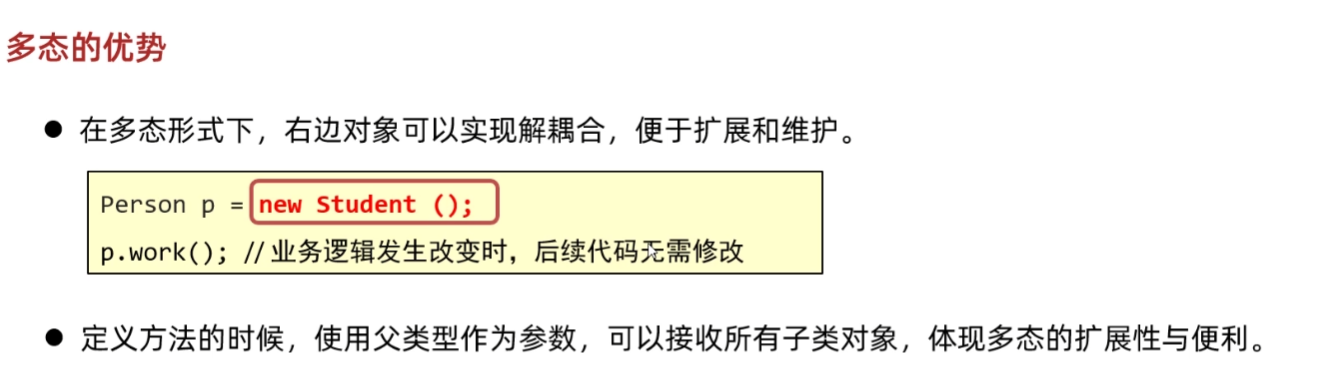 多态的优势
● 在多态形式下，右边对象可以实现解耦合，便于扩展和维护。
Person p = new Student ();
p.work(); // 业务逻辑发生改变时，后续代码无需修改
● 定义方法的时候，使用父类型作为参数，可以接收所有子类对象，体现多态的扩展性与便利。